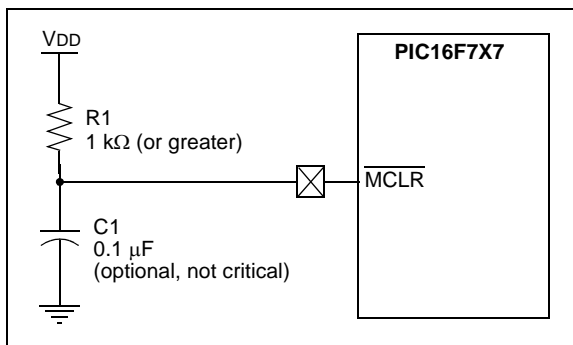 VDD
PIC16F7X7
R1
1 kΩ (or greater)
MCLR
C1
0.1 μF
(optional, not critical)